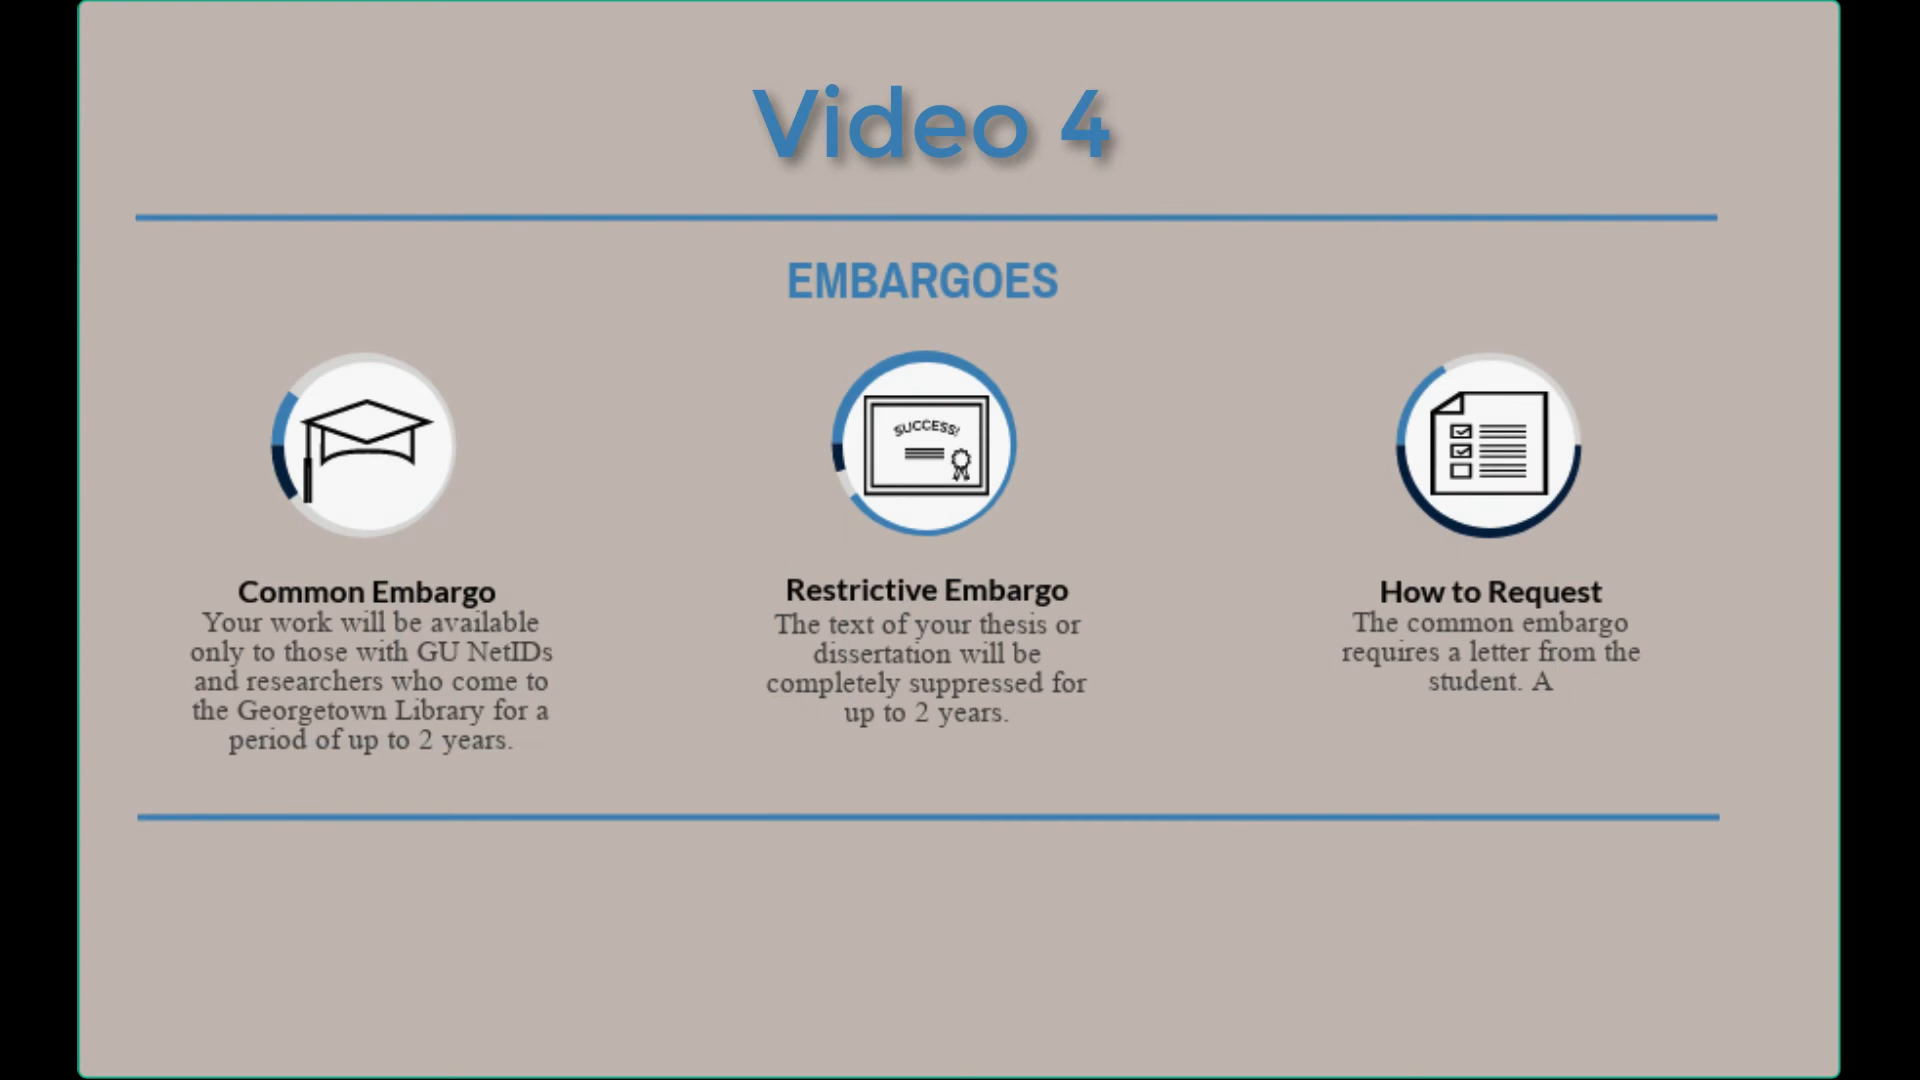 Video 4
EMBARGOES
SUCCESS!
Common Embargo
Your work will be available
only to those with GU NetIDs
and researchers who come to
the Georgetown Library for a
period of up to 2 years.
Restrictive Embargo
The text of your thesis or
dissertation will be
completely suppressed for
up to 2 years.
How to Request
The common embargo
requires a letter from the
student. A